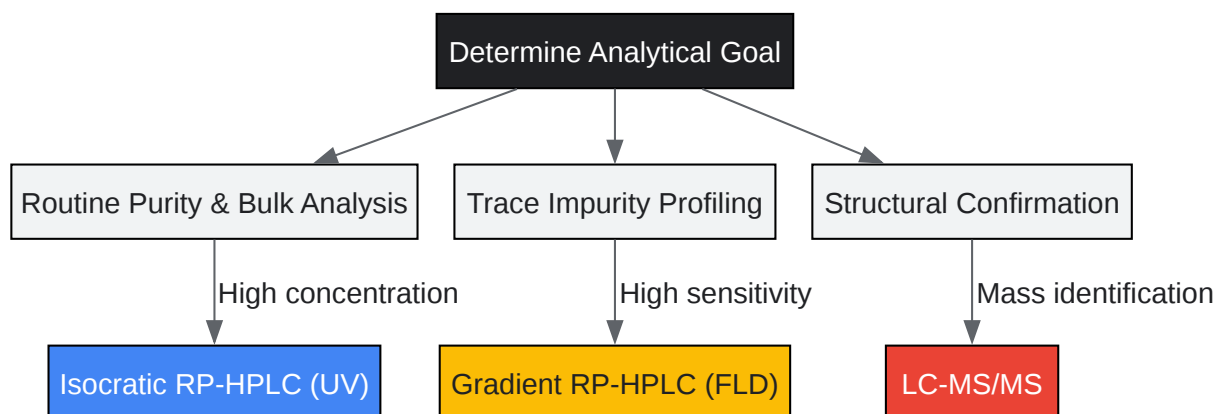 Determine Analytical Goal
Routine Purity & Bulk Analysis
Trace Impurity Profiling
Structural Confirmation
High concentration
High sensitivity
Mass identification
Isocratic RP-HPLC (UV)
Gradient RP-HPLC (FLD)
LC-MS/MS